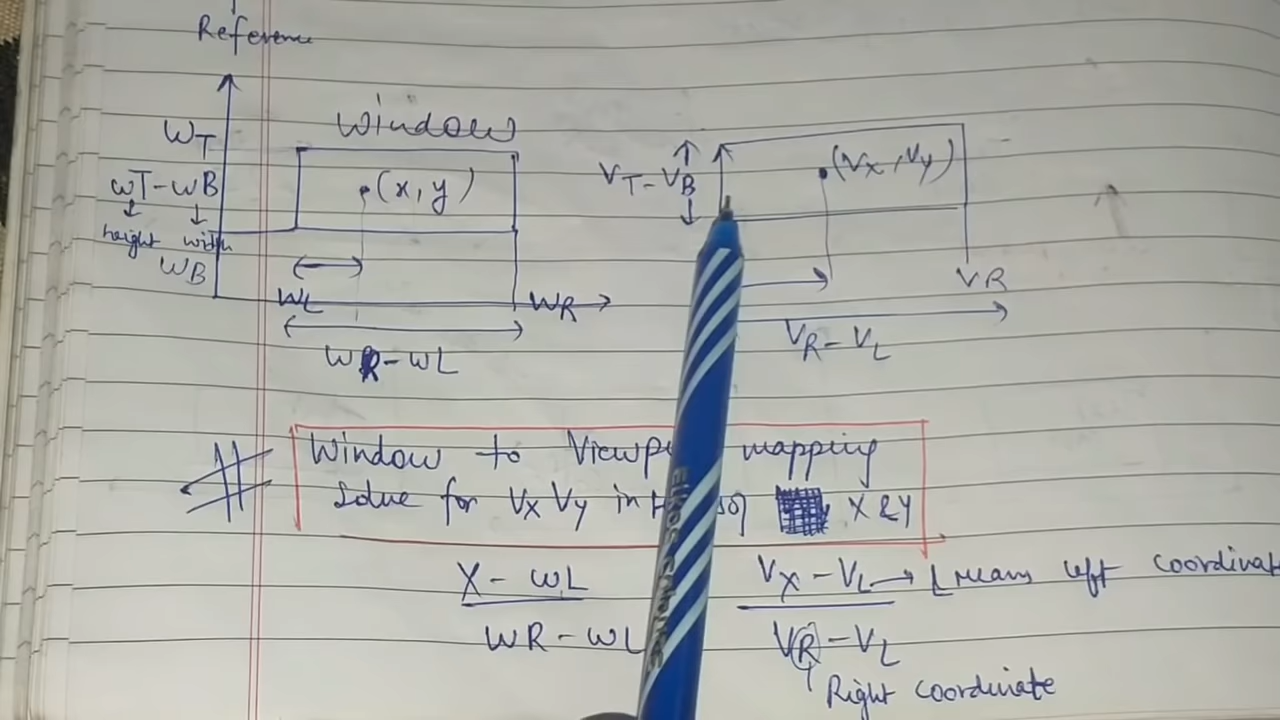 Reference
Window
WT
WT-WB
height width
WB
(x, y)
WL
WR
WR-WL
VT-VB
(Vx, Vy)
VR
VR-VL
# Window to mapping
Solve for Vx Vy in X & Y
X - WL
WR - WL
Vx - VL → L means left coordinat
VR - VL
Right coordinate